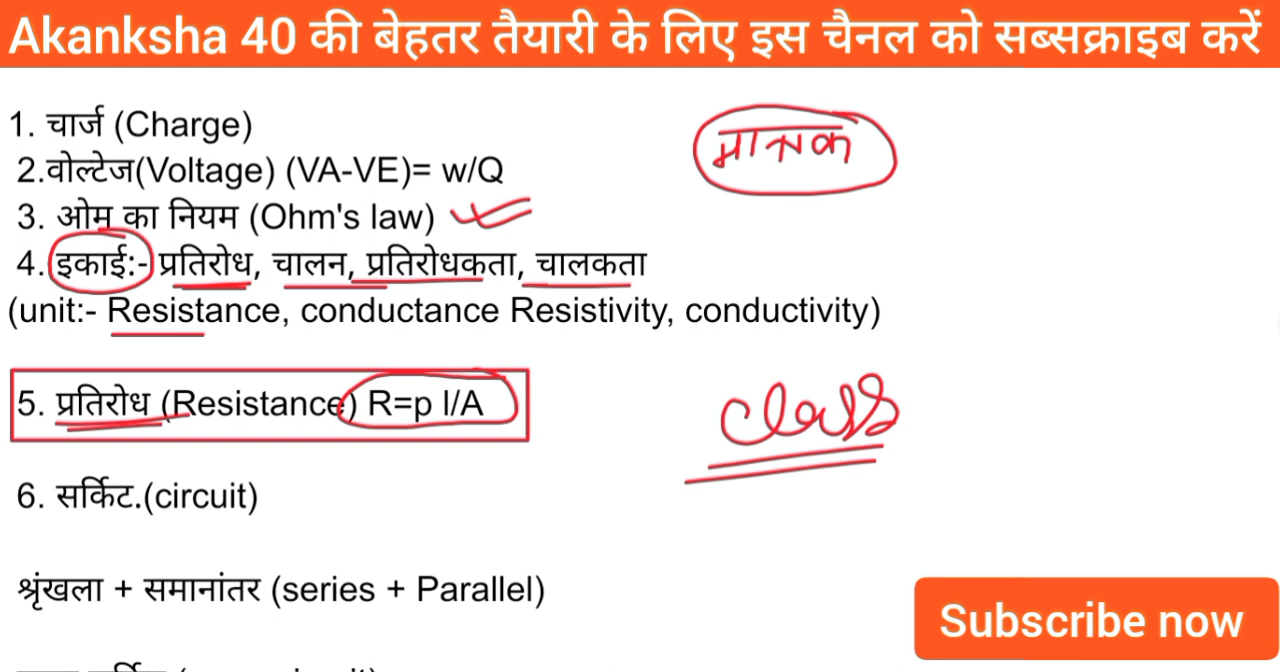 Akanksha 40 की बेहतर तैयारी के लिए इस चैनल को सब्सक्राइब करें
1. चार्ज (Charge)
मात्रक
2.वोल्टेज(Voltage) (VA-VE)= w/Q
3. ओम का नियम (Ohm's law)
4. इकाई:- प्रतिरोध, चालन, प्रतिरोधकता, चालकता
(unit:- Resistance, conductance Resistivity, conductivity)
5. प्रतिरोध (Resistance) R=p l/A
class
6. सर्किट.(circuit)
श्रृंखला + समानांतर (series + Parallel)
Subscribe now